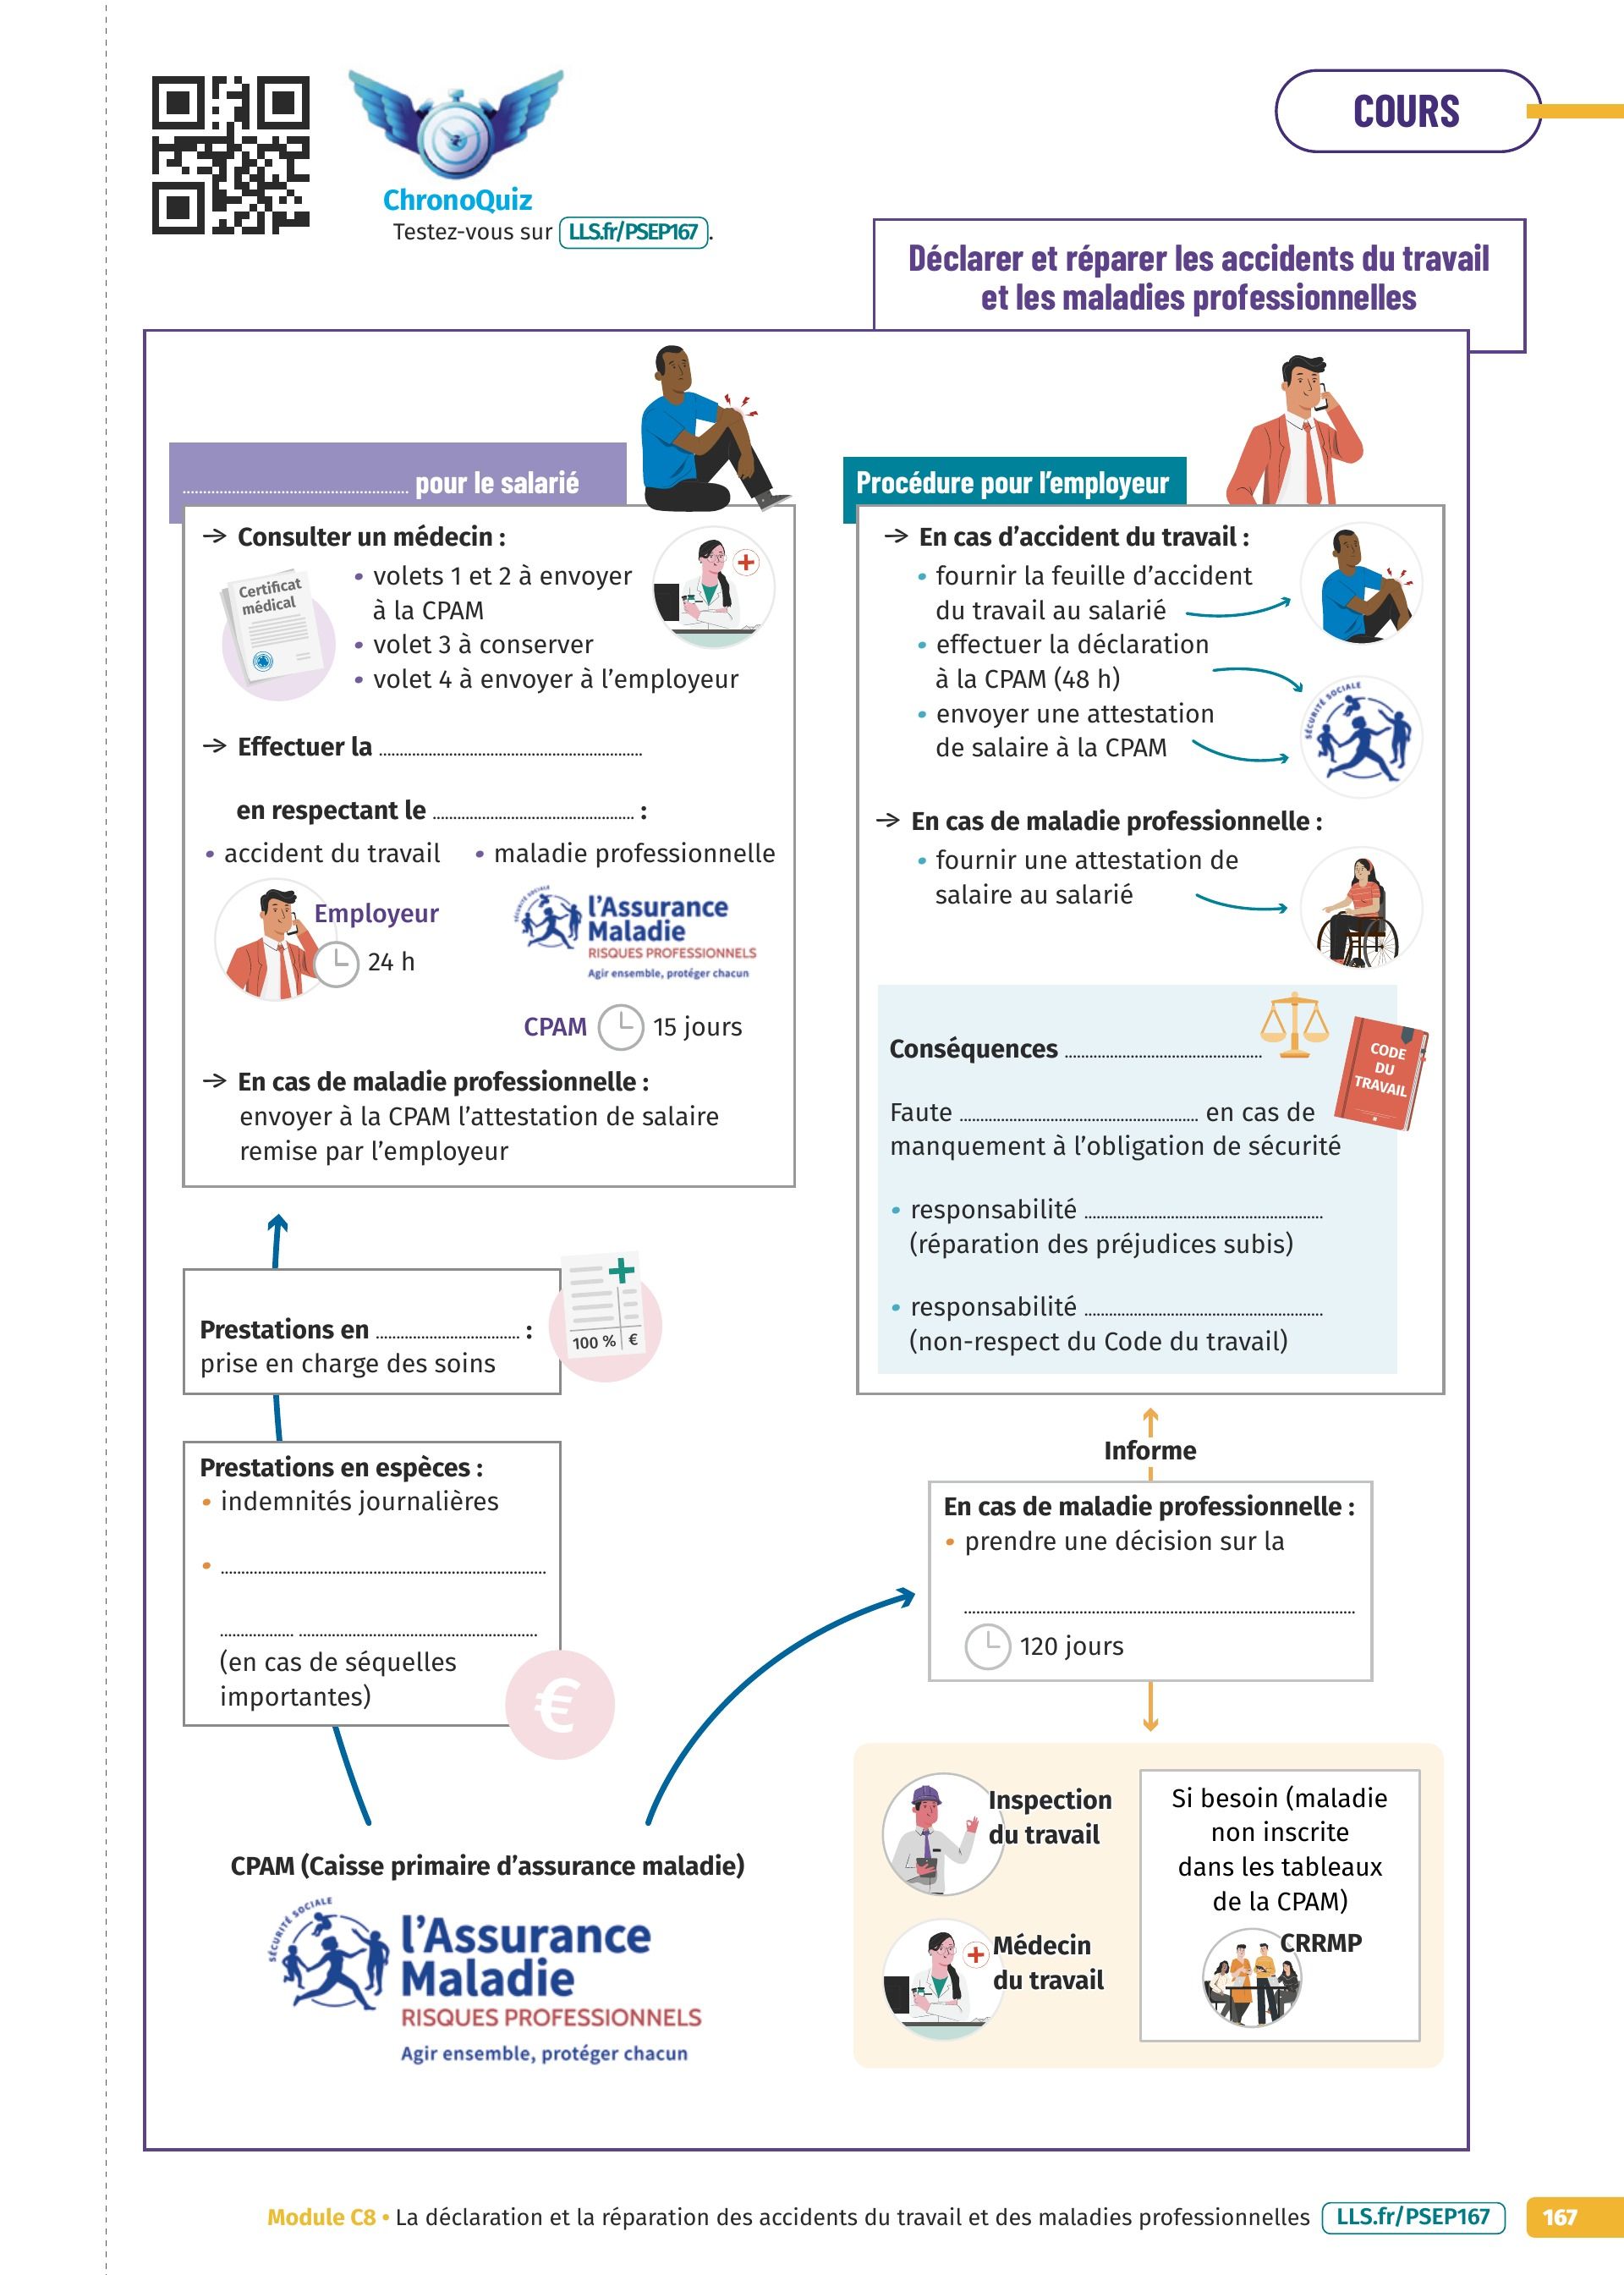 COURS
ChronoQuiz
Testez-vous sur LLS.fr/PSEP167.
Déclarer et réparer les accidents du travail
et les maladies professionnelles
........................................ pour le salarié
→ Consulter un médecin :
Certificat
médical
• volets 1 et 2 à envoyer
à la CPAM
• volet 3 à conserver
• volet 4 à envoyer à l’employeur
→ Effectuer la ........................................
en respectant le ........................................ :
• accident du travail
• maladie professionnelle
Employeur
24 h
SÉCURITÉ SOCIALE
l’Assurance
Maladie
RISQUES PROFESSIONNELS
Agir ensemble, protéger chacun
CPAM
15 jours
→ En cas de maladie professionnelle :
envoyer à la CPAM l’attestation de salaire
remise par l’employeur
Prestations en ........................................ :
prise en charge des soins
100 % €
Prestations en espèces :
• indemnités journalières
• ........................................
.................... ........................................
(en cas de séquelles
importantes)
€
CPAM (Caisse primaire d’assurance maladie)
SÉCURITÉ SOCIALE
l’Assurance
Maladie
RISQUES PROFESSIONNELS
Agir ensemble, protéger chacun
Procédure pour l’employeur
→ En cas d’accident du travail :
• fournir la feuille d’accident
du travail au salarié
• effectuer la déclaration
à la CPAM (48 h)
• envoyer une attestation
de salaire à la CPAM
SÉCURITÉ SOCIALE
→ En cas de maladie professionnelle :
• fournir une attestation de
salaire au salarié
Conséquences ........................................
CODE
DU
TRAVAIL
Faute ........................................ en cas de
manquement à l’obligation de sécurité
• responsabilité ........................................
(réparation des préjudices subis)
• responsabilité ........................................
(non-respect du Code du travail)
Informe
En cas de maladie professionnelle :
• prendre une décision sur la
........................................
120 jours
Inspection
du travail
Médecin
du travail
Si besoin (maladie
non inscrite
dans les tableaux
de la CPAM)
CRRMP
Module C8 • La déclaration et la réparation des accidents du travail et des maladies professionnelles LLS.fr/PSEP167 167